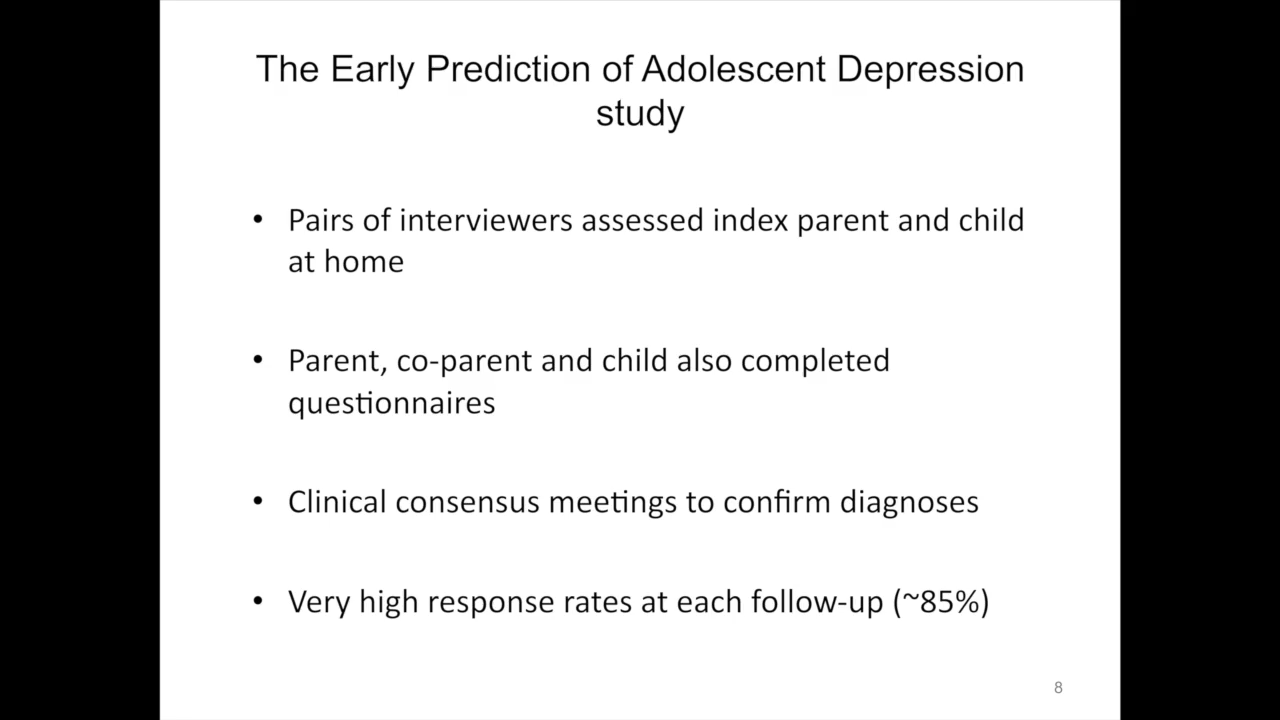 The Early Prediction of Adolescent Depression
study
• Pairs of interviewers assessed index parent and child
at home
• Parent, co-parent and child also completed
questionnaires
• Clinical consensus meetings to confirm diagnoses
• Very high response rates at each follow-up (~85%)
8